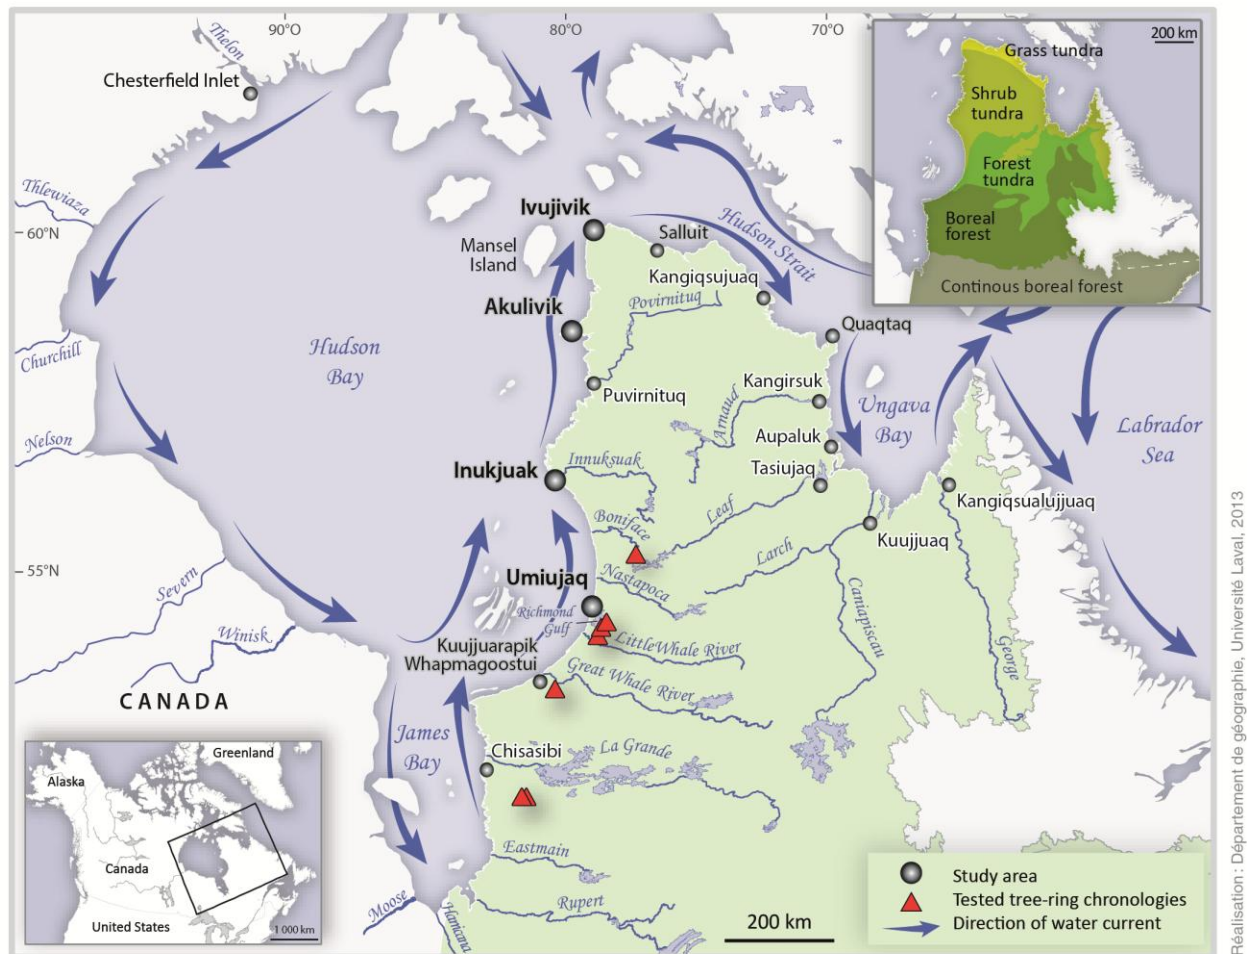 90°O
80°O
70°O
Thelon
Chesterfield Inlet
200 km
Grass tundra
Shrub
tundra
Forest
tundra
Boreal
forest
Continous boreal forest
Thlewiaza
60°N
Ivujivik
Mansel
Island
Salluit
Hudson Strait
Kangiqsujuaq
Povirnituq
Akulivik
Quaqtaq
Churchill
Hudson
Bay
Puvirnituq
Kangirsuk
Arnaud
Ungava
Bay
Aupaluk
Labrador
Sea
Nelson
Inukjuak
Innuksuak
Tasiujaq
Kangiqsualujjuaq
Boniface
Leaf
Kuujjuaq
55°N
Larch
Nastapoca
Umiujaq
Severn
Richmond
Gulf
Caniapiscau
Winisk
LittleWhale River
George
Kuujjuarapik
Whapmagoostui
Great Whale River
CANADA
James
Bay
Chisasibi
La Grande
Greenland
Alaska
Canada
United States
1 000 km
Eastmain
Moose
Harricana
Rupert
200 km
Study area
Tested tree-ring chronologies
Direction of water current
Réalisation : Département de géographie, Université Laval, 2013